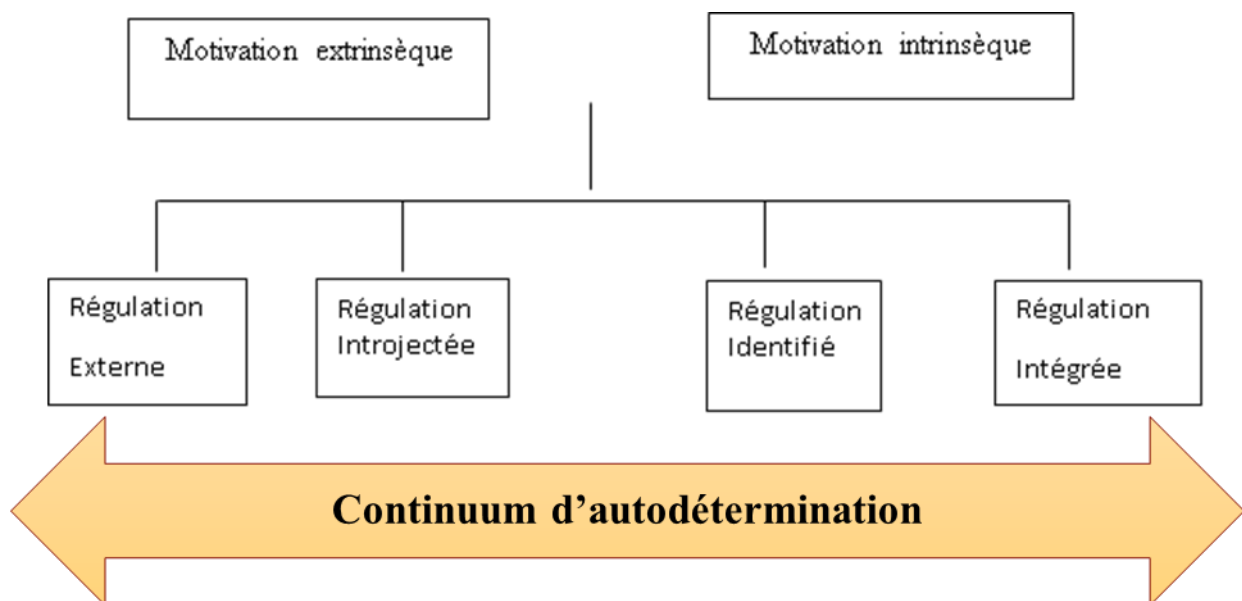 Motivation extrinsèque
Motivation intrinsèque
Régulation
Externe
Régulation
Introjectée
Régulation
Identifié
Régulation
Intégrée
Continuum d’autodétermination